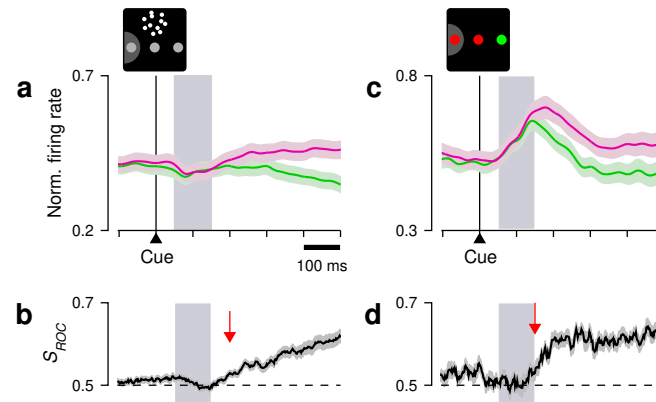 a
0.7
Norm. firing rate
0.2
Cue
100 ms
c
0.8
0.3
Cue
b
0.7
S_ROC
0.5
d
0.7
0.5